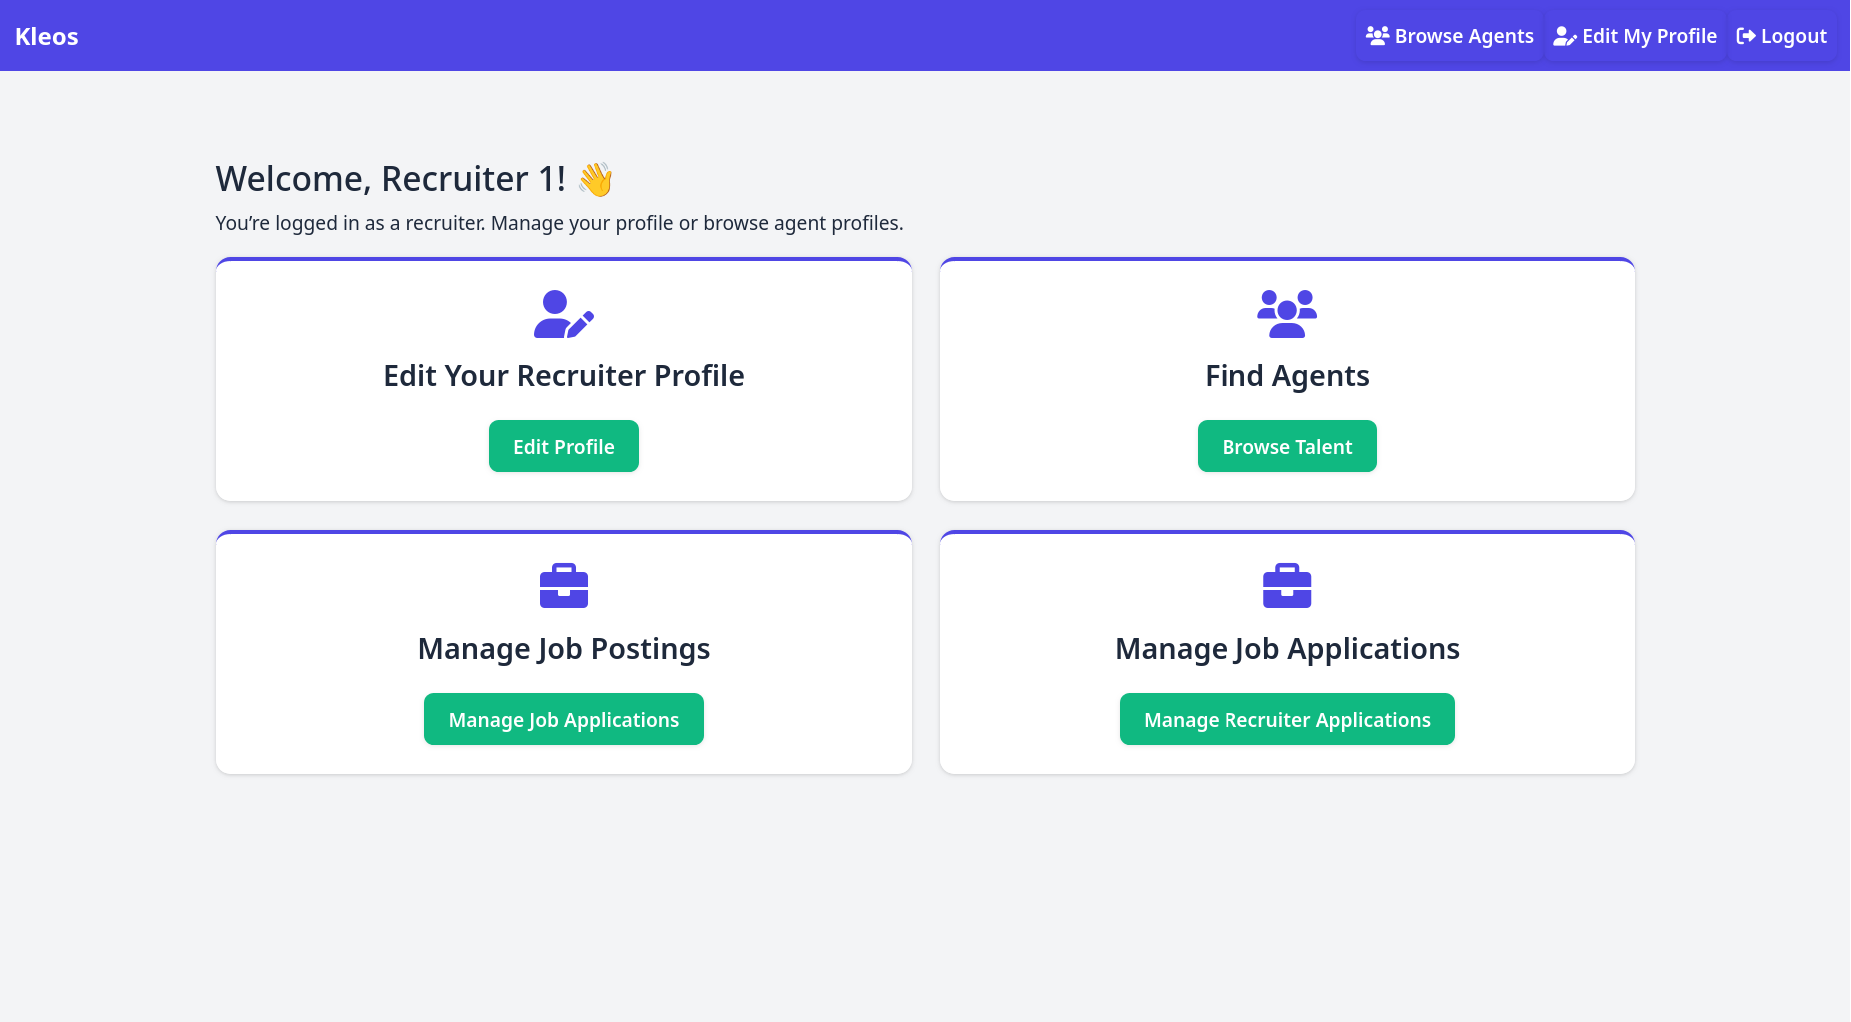 Kleos
Browse Agents
Edit My Profile
Logout
Welcome, Recruiter 1! 👋
You’re logged in as a recruiter. Manage your profile or browse agent profiles.
Edit Your Recruiter Profile
Edit Profile
Find Agents
Browse Talent
Manage Job Postings
Manage Job Applications
Manage Job Applications
Manage Recruiter Applications